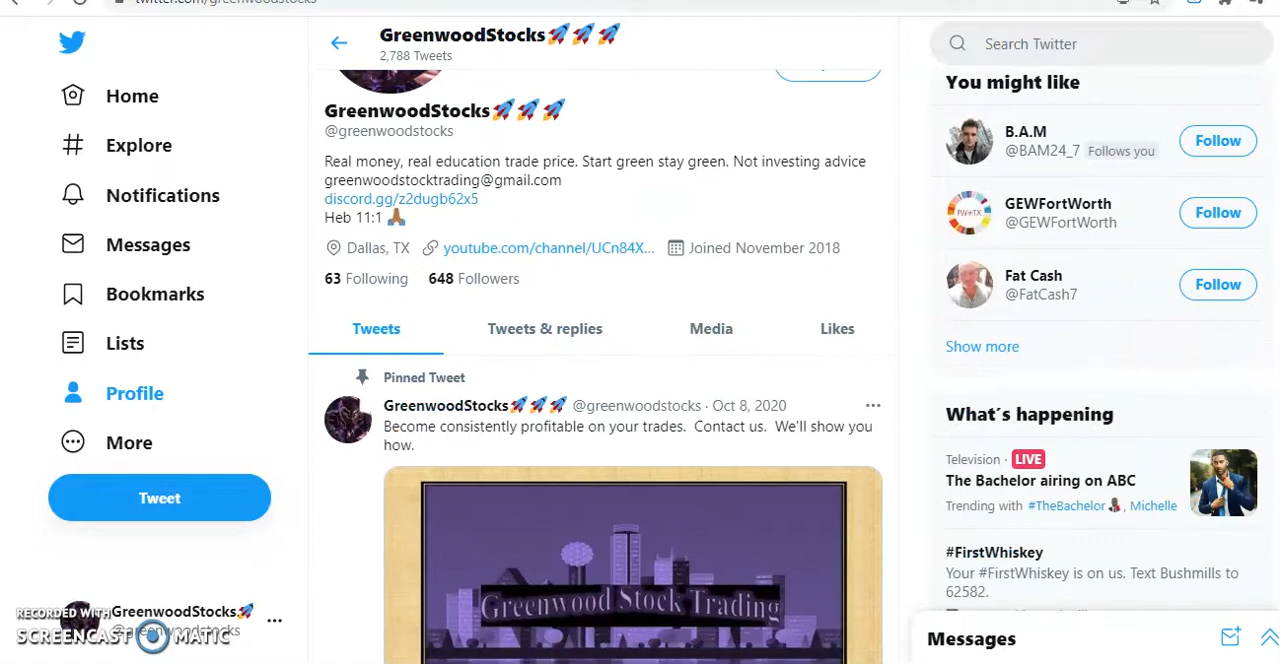 twitter.com/greenwoodstocks
GreenwoodStocks🚀🚀🚀
2,788 Tweets
Search Twitter
Home
Explore
Notifications
Messages
Bookmarks
Lists
Profile
More
Tweet
GreenwoodStocks🚀
@greenwoodstocks
RECORDED WITH
SCREENCAST MATIC
GreenwoodStocks🚀🚀🚀
@greenwoodstocks
Real money, real education trade price. Start green stay green. Not investing advice
greenwoodstocktrading@gmail.com
discord.gg/z2dugb62x5
Heb 11:1 🙏🏾
Dallas, TX youtube.com/channel/UCn84X... Joined November 2018
63 Following 648 Followers
Tweets Tweets & replies Media Likes
Pinned Tweet
GreenwoodStocks🚀🚀🚀 @greenwoodstocks · Oct 8, 2020
Become consistently profitable on your trades. Contact us. We'll show you
how.
Greenwood Stock Trading
You might like
B.A.M
@BAM24_7 Follows you
Follow
GEWFortWorth
@GEWFortWorth
Follow
Fat Cash
@FatCash7
Follow
Show more
What's happening
Television · LIVE
The Bachelor airing on ABC
Trending with #TheBachelor, Michelle
#FirstWhiskey
Your #FirstWhiskey is on us. Text Bushmills to
62582.
Messages